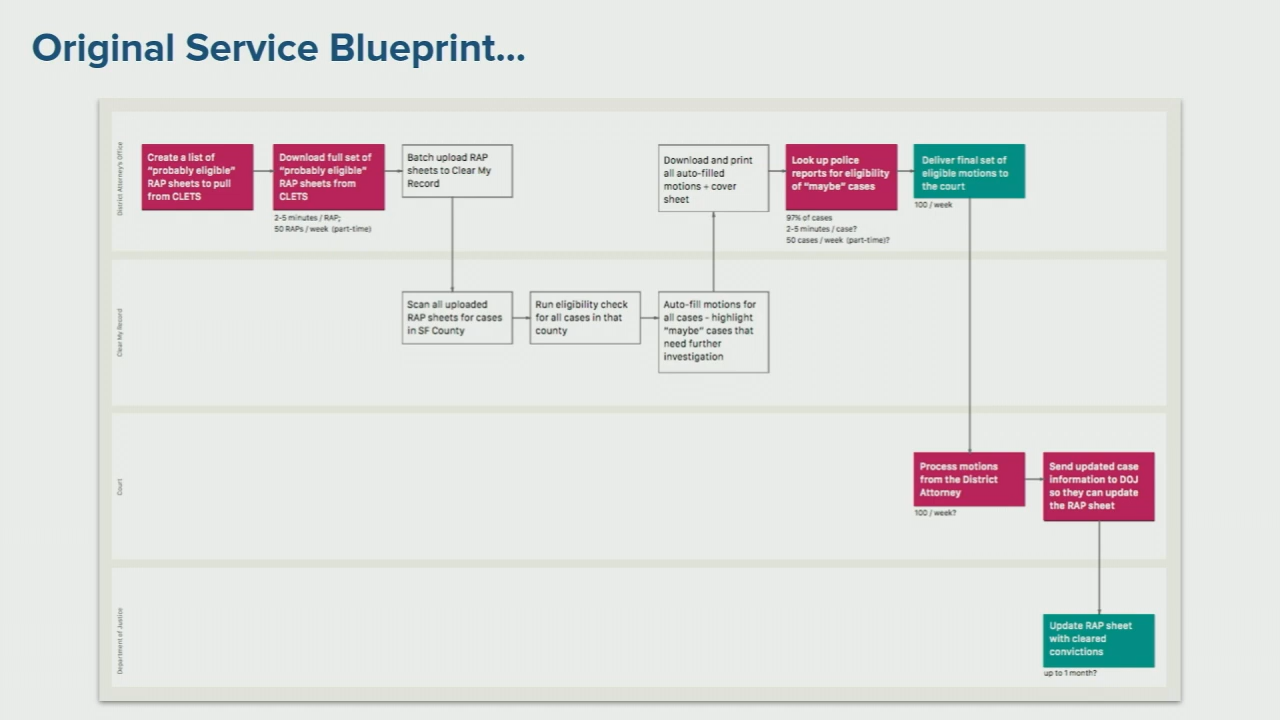 Original Service Blueprint...
District Attorney's Office
Create a list of
"probably eligible"
RAP sheets to pull
from CLETS
Download full set of
"probably eligible"
RAP sheets from
CLETS
2-5 minutes / RAP;
50 RAPs / week (part-time)
Batch upload RAP
sheets to Clear My
Record
Download and print
all auto-filled
motions + cover
sheet
Look up police
reports for eligibility
of "maybe" cases
97% of cases
2-5 minutes / case?
50 cases / week (part-time)?
Deliver final set of
eligible motions to
the court
100 / week
Clear My Record
Scan all uploaded
RAP sheets for cases
in SF County
Run eligibility check
for all cases in that
county
Auto-fill motions for
all cases - highlight
"maybe" cases that
need further
investigation
Court
Process motions
from the District
Attorney
100 / week?
Send updated case
information to DOJ
so they can update
the RAP sheet
Department of Justice
Update RAP sheet
with cleared
convictions
up to 1 month?